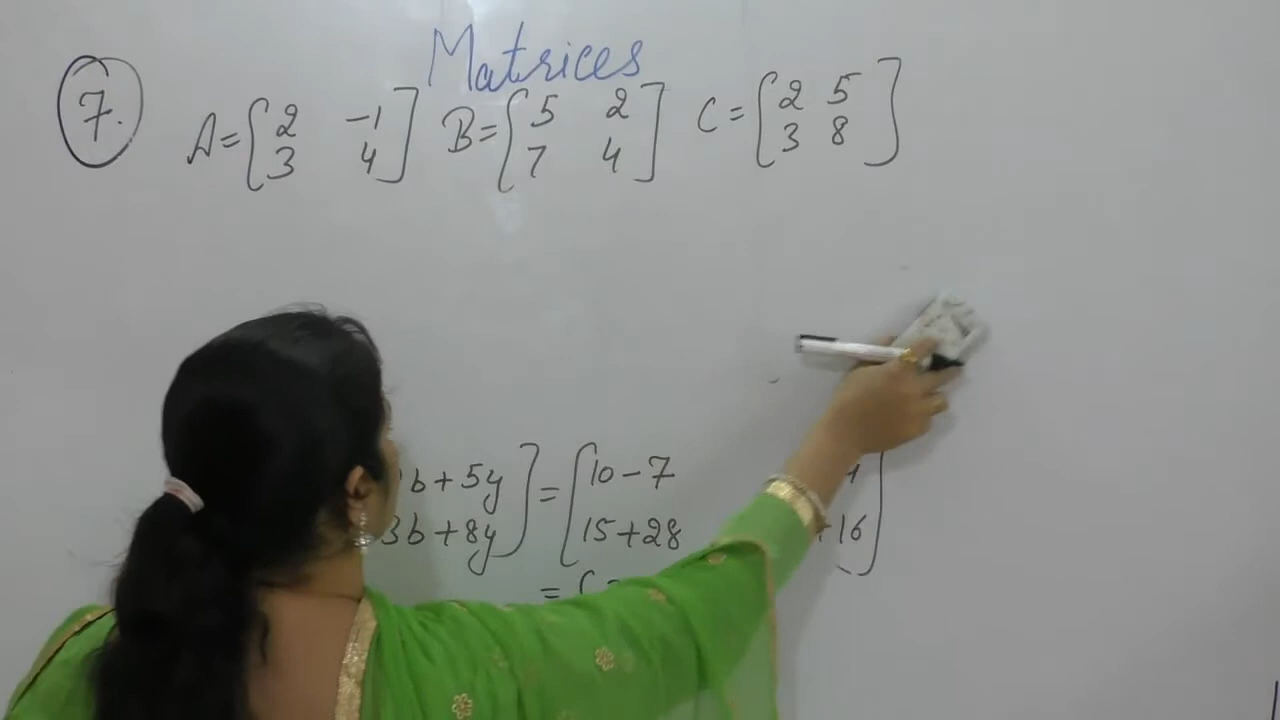 Matrices
7. A = [ 2 -1 ] B = [ 5 2 ] C = [ 2 5 ]
3 4 7 4 3 8
b + 5y ] = [ 10 - 7
3b + 8y 15 + 28 + 16 ]
= [